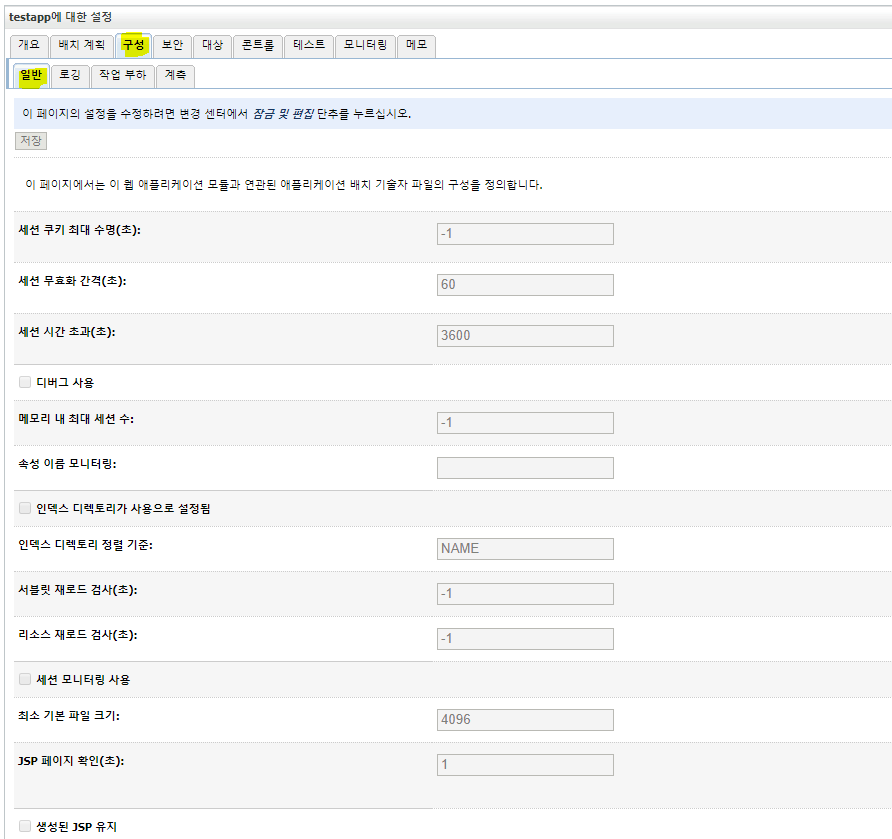 testapp에 대한 설정
개요 배치 계획 구성 보안 대상 콘트롤 테스트 모니터링 메모
일반 로깅 작업 부하 계측
이 페이지의 설정을 수정하려면 변경 센터에서 잠금 및 편집 단추를 누르십시오.
저장
이 페이지에서는 이 웹 애플리케이션 모듈과 연관된 애플리케이션 배치 기술자 파일의 구성을 정의합니다.
세션 쿠키 최대 수명(초): -1
세션 무효화 간격(초): 60
세션 시간 초과(초): 3600
디버그 사용
메모리 내 최대 세션 수: -1
속성 이름 모니터링:
인덱스 디렉토리가 사용으로 설정됨
인덱스 디렉토리 정렬 기준: NAME
서블릿 재로드 검사(초): -1
리소스 재로드 검사(초): -1
세션 모니터링 사용
최소 기본 파일 크기: 4096
JSP 페이지 확인(초): 1
생성된 JSP 유지